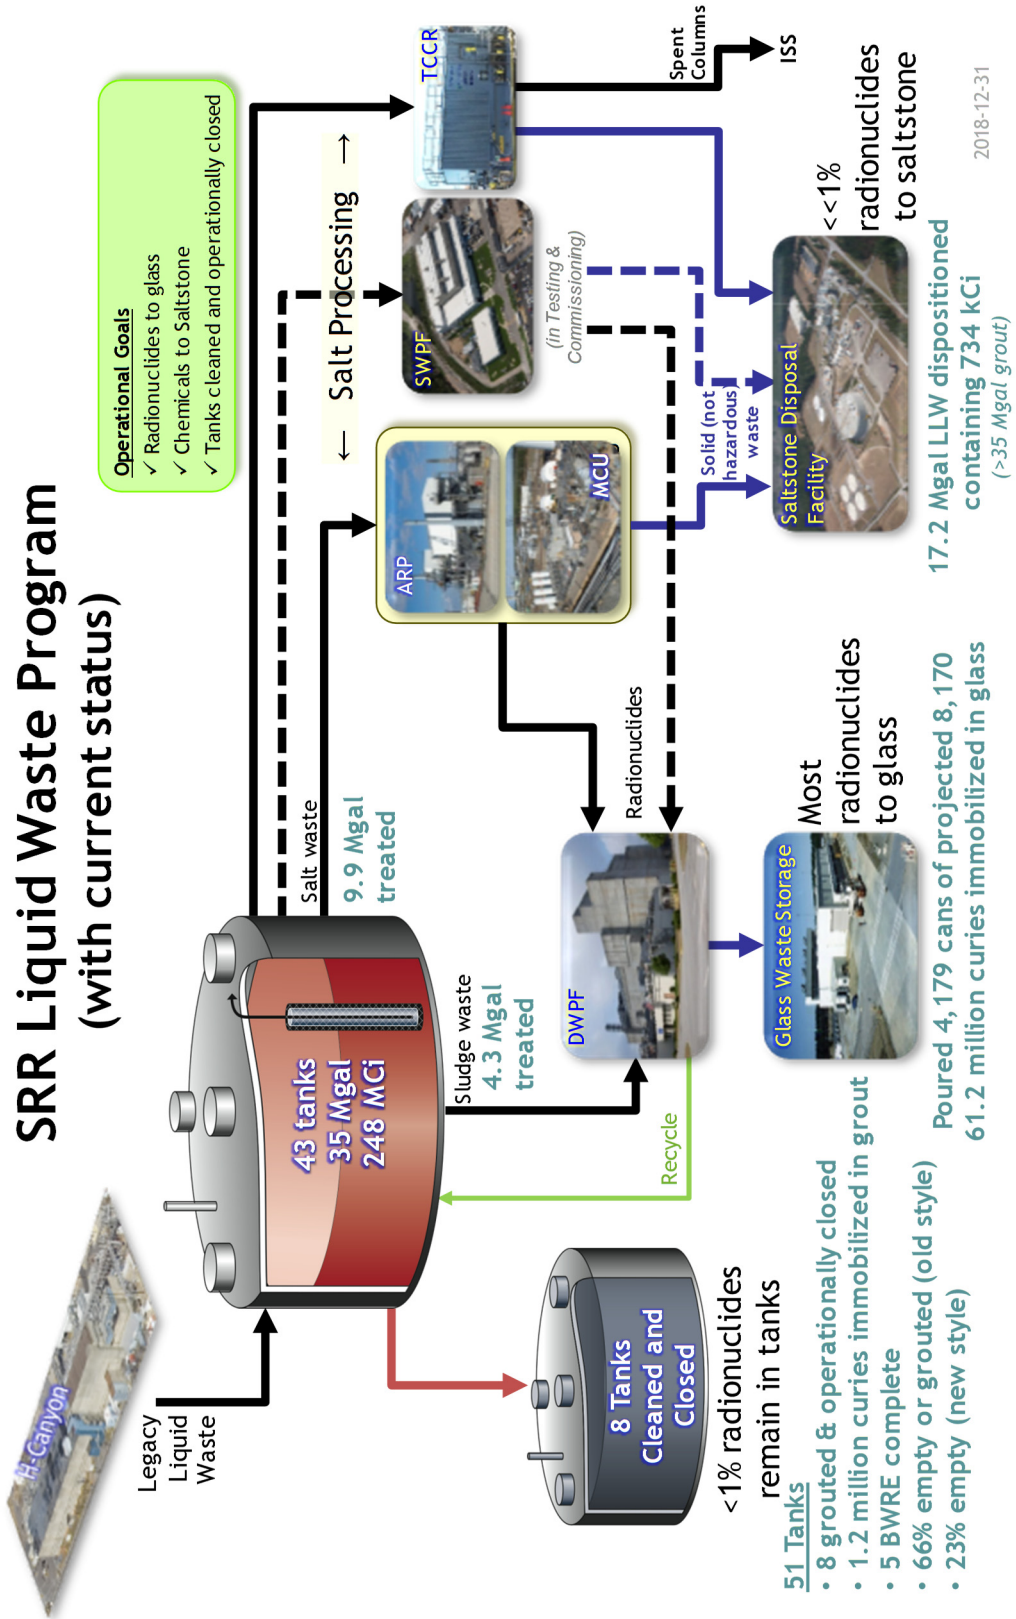 SRR Liquid Waste Program
(with current status)
Operational Goals
✓ Radionuclides to glass
✓ Chemicals to Saltstone
✓ Tanks cleaned and operationally closed
H-Canyon
Legacy
Liquid
Waste
43 tanks
35 Mgal
248 MCi
Salt waste
9.9 Mgal
treated
← Salt Processing →
ARP
MCU
SWPF
(in Testing &
Commissioning)
TCCR
Spent
Columns
ISS
Sludge waste
4.3 Mgal
treated
Recycle
DWPF
Radionuclides
Solid (not
hazardous)
waste
Saltstone Disposal
Facility
<<1%
radionuclides
to saltstone
17.2 Mgal LLW dispositioned
containing 734 kCi
(>35 Mgal grout)
Glass Waste Storage
Most
radionuclides
to glass
Poured 4,179 cans of projected 8,170
61.2 million curies immobilized in glass
8 Tanks
Cleaned and
Closed
<1% radionuclides
remain in tanks
51 Tanks
• 8 grouted & operationally closed
• 1.2 million curies immobilized in grout
• 5 BWRE complete
• 66% empty or grouted (old style)
• 23% empty (new style)
2018-12-31